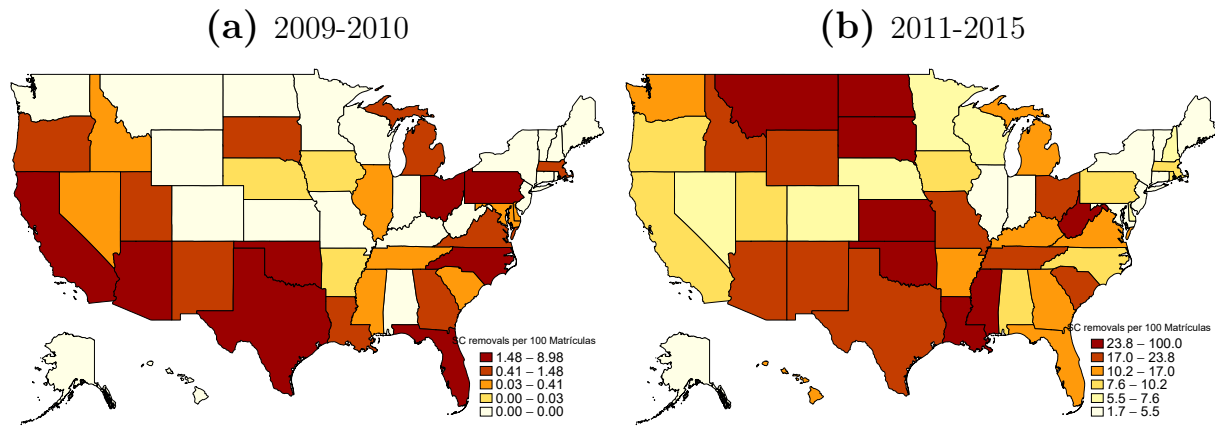 (a) 2009-2010
SC removals per 100 Matrículas
1.48 – 8.98
0.41 – 1.48
0.03 – 0.41
0.00 – 0.03
0.00 – 0.00
(b) 2011-2015
SC removals per 100 Matrículas
23.8 – 100.0
17.0 – 23.8
10.2 – 17.0
7.6 – 10.2
5.5 – 7.6
1.7 – 5.5